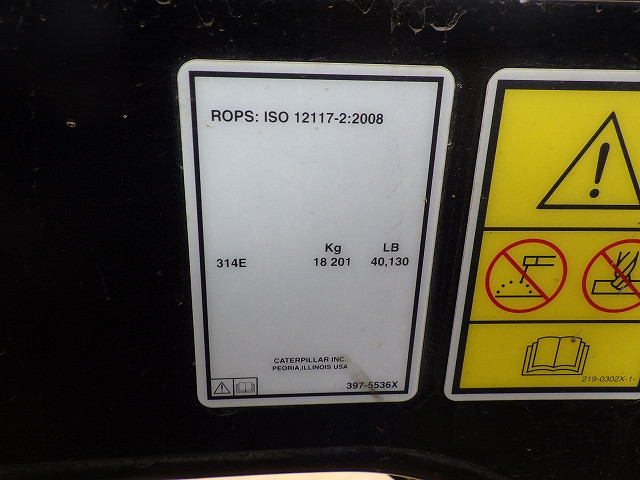 ROPS: ISO 12117-2:2008
Kg LB
314E 18 201 40,130
CATERPILLAR INC.
PEORIA,ILLINOIS USA
397-5536X
219-0302X-1-